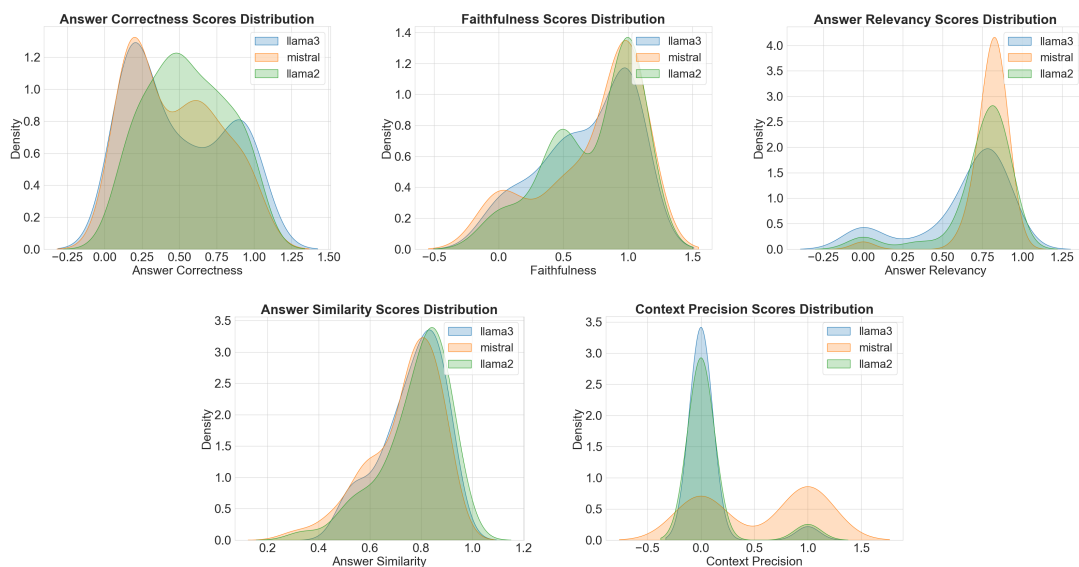 Answer Correctness Scores Distribution
llama3
mistral
llama2
1.2
1.0
0.8
0.6
0.4
0.2
0.0
Density
−0.25 0.00 0.25 0.50 0.75 1.00 1.25 1.50
Answer Correctness
Faithfulness Scores Distribution
llama3
mistral
llama2
1.4
1.2
1.0
0.8
0.6
0.4
0.2
0.0
Density
−0.5 0.0 0.5 1.0 1.5
Faithfulness
Answer Relevancy Scores Distribution
llama3
mistral
llama2
4.0
3.5
3.0
2.5
2.0
1.5
1.0
0.5
0.0
Density
−0.25 0.00 0.25 0.50 0.75 1.00 1.25
Answer Relevancy
Answer Similarity Scores Distribution
llama3
mistral
llama2
3.5
3.0
2.5
2.0
1.5
1.0
0.5
0.0
Density
0.2 0.4 0.6 0.8 1.0 1.2
Answer Similarity
Context Precision Scores Distribution
llama3
mistral
llama2
3.5
3.0
2.5
2.0
1.5
1.0
0.5
0.0
Density
−0.5 0.0 0.5 1.0 1.5
Context Precision